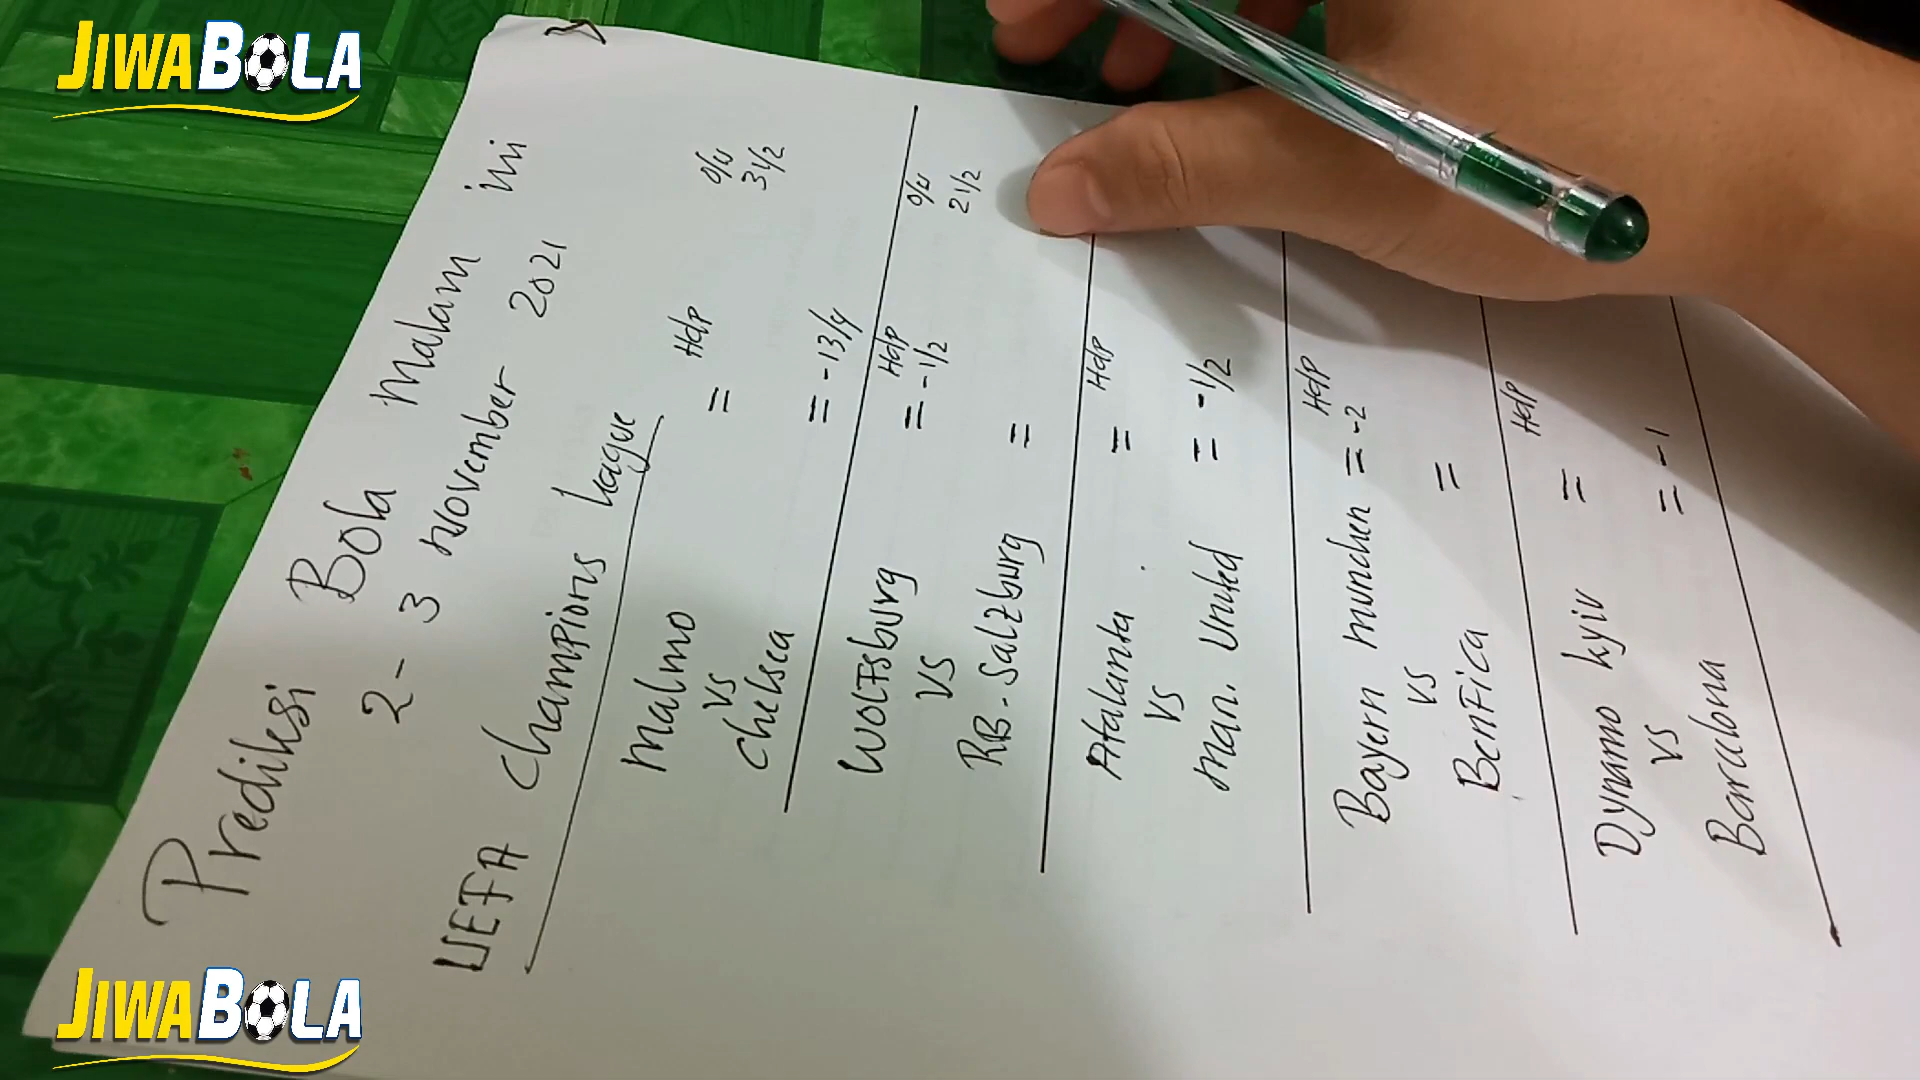 JIWABOLA
Prediksi Bola malam ini
2 - 3 November 2021
UEFA Champions League
Hdp o/u
Malmo = 3 1/2
vs
Chelsea = -1 3/4
Hdp o/u
Wolfsburg = -1/2 2 1/2
vs
RB-Salzburg =
Hdp
Atalanta =
vs
Man. United = -1/2
Hdp
Bayern munchen = -2
vs
Benfica =
Hdp
Dynamo kyiv =
vs
Barcelona = -1
JIWABOLA